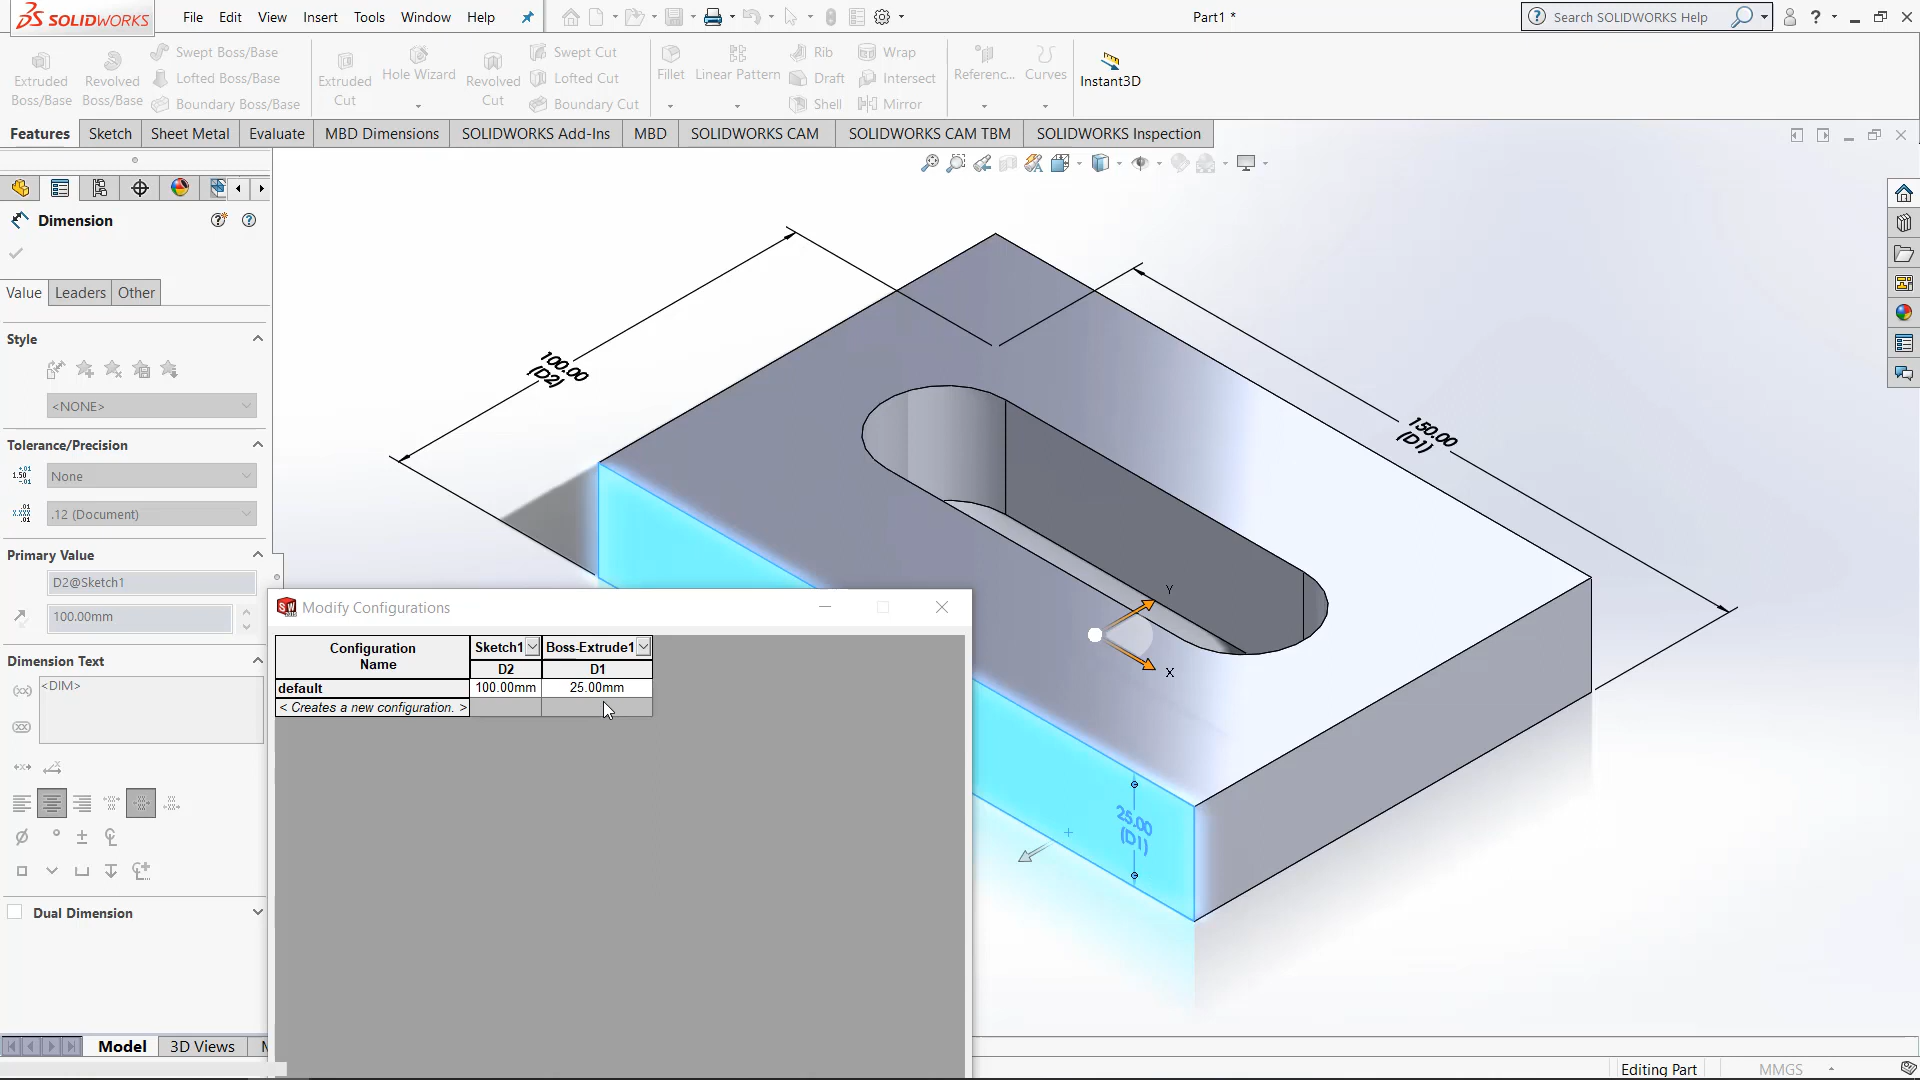 SOLIDWORKS File Edit View Insert Tools Window Help Part1 * Search SOLIDWORKS Help ?
Extruded Boss/Base
Revolved Boss/Base
Swept Boss/Base
Lofted Boss/Base
Boundary Boss/Base
Extruded Cut
Hole Wizard
Revolved Cut
Swept Cut
Lofted Cut
Boundary Cut
Fillet
Linear Pattern
Rib
Draft
Shell
Wrap
Intersect
Mirror
Referenc...
Curves
Instant3D
Features Sketch Sheet Metal Evaluate MBD Dimensions SOLIDWORKS Add-Ins MBD SOLIDWORKS CAM SOLIDWORKS CAM TBM SOLIDWORKS Inspection
Dimension
Value Leaders Other
Style
<NONE>
Tolerance/Precision
None
.12 (Document)
Primary Value
D2@Sketch1
100.00mm
Dimension Text
<DIM>
Dual Dimension
100.00
(D2)
150.00
(D1)
Y
X
25.00
(D1)
Modify Configurations
Configuration Name Sketch1 Boss-Extrude1
D2 D1
default 100.00mm 25.00mm
< Creates a new configuration. >
Model 3D Views
Editing Part MMGS